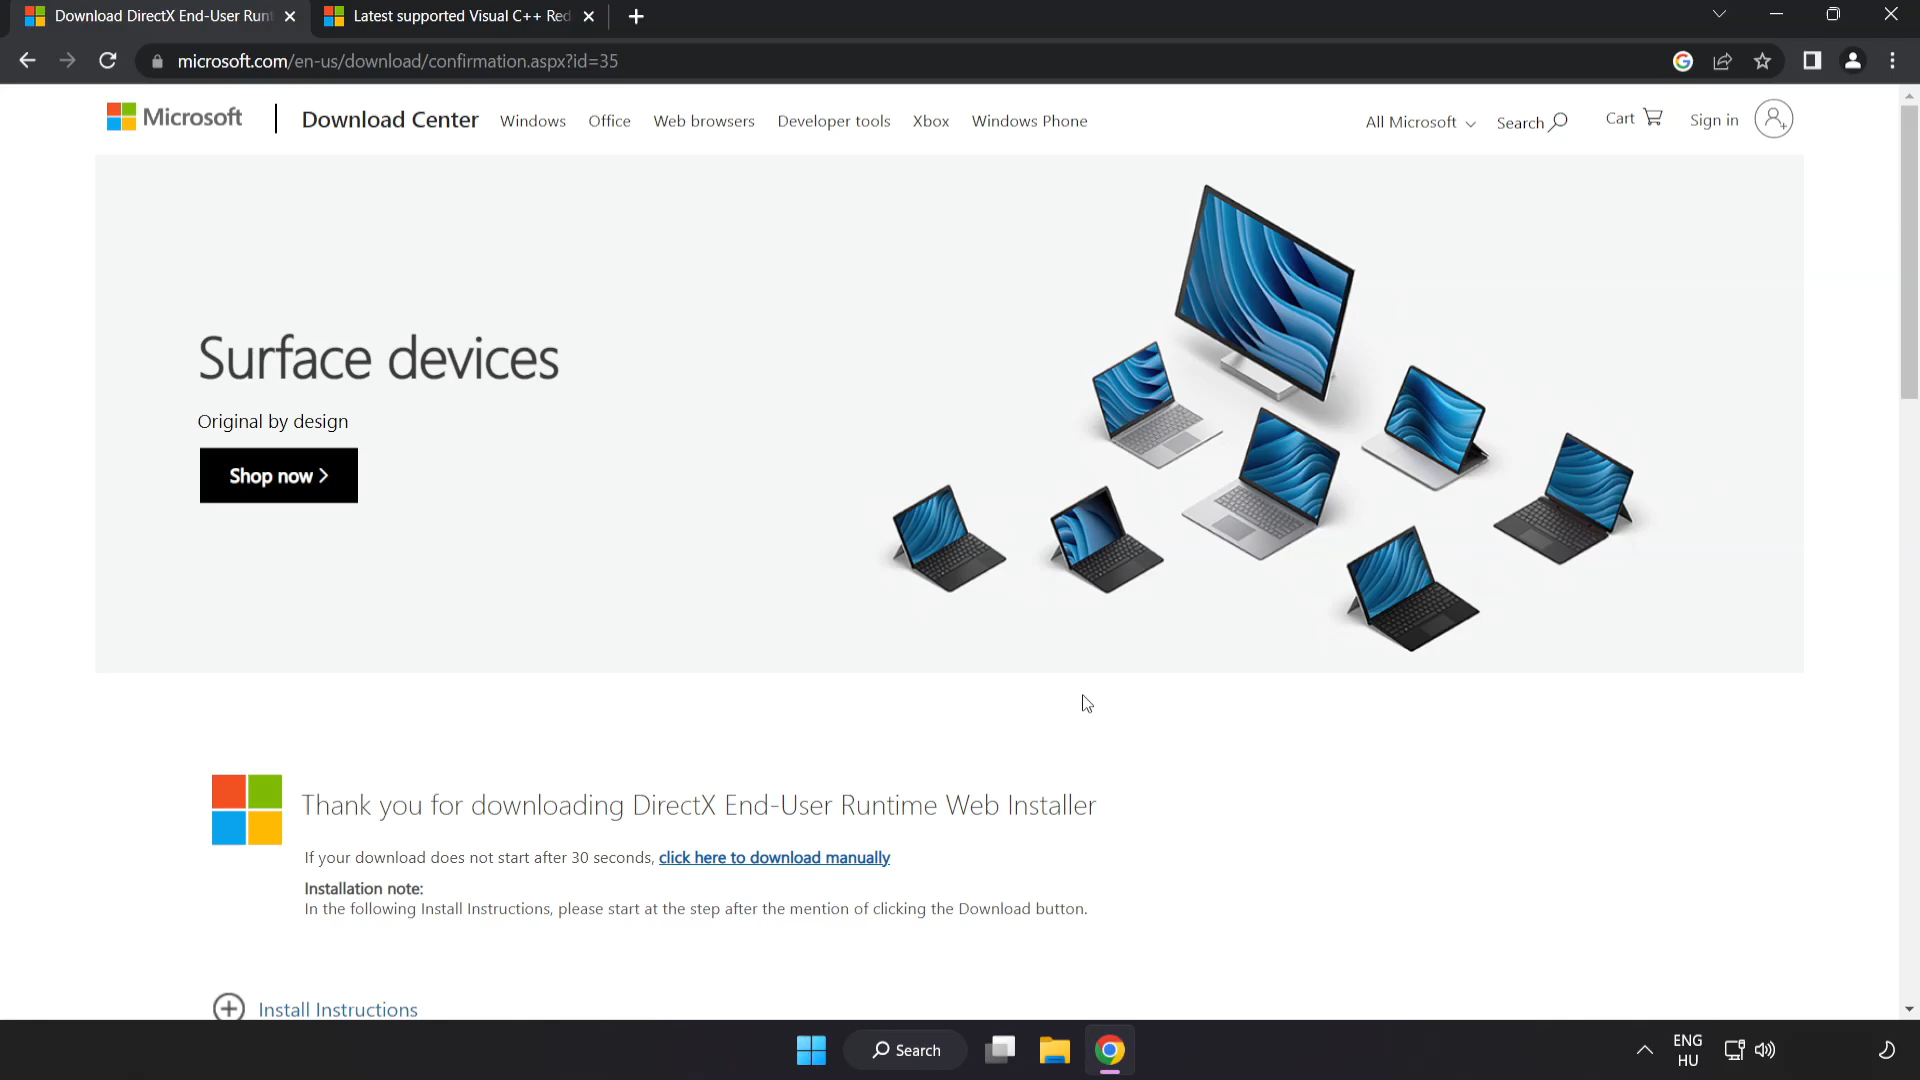 Download DirectX End-User Runt
Latest supported Visual C++ Red
microsoft.com/en-us/download/confirmation.aspx?id=35
Microsoft
Download Center
Windows
Office
Web browsers
Developer tools
Xbox
Windows Phone
All Microsoft
Search
Cart
Sign in
Surface devices
Original by design
Shop now >
Thank you for downloading DirectX End-User Runtime Web Installer
If your download does not start after 30 seconds, click here to download manually
Installation note:
In the following Install Instructions, please start at the step after the mention of clicking the Download button.
Install Instructions
Search
ENG
HU